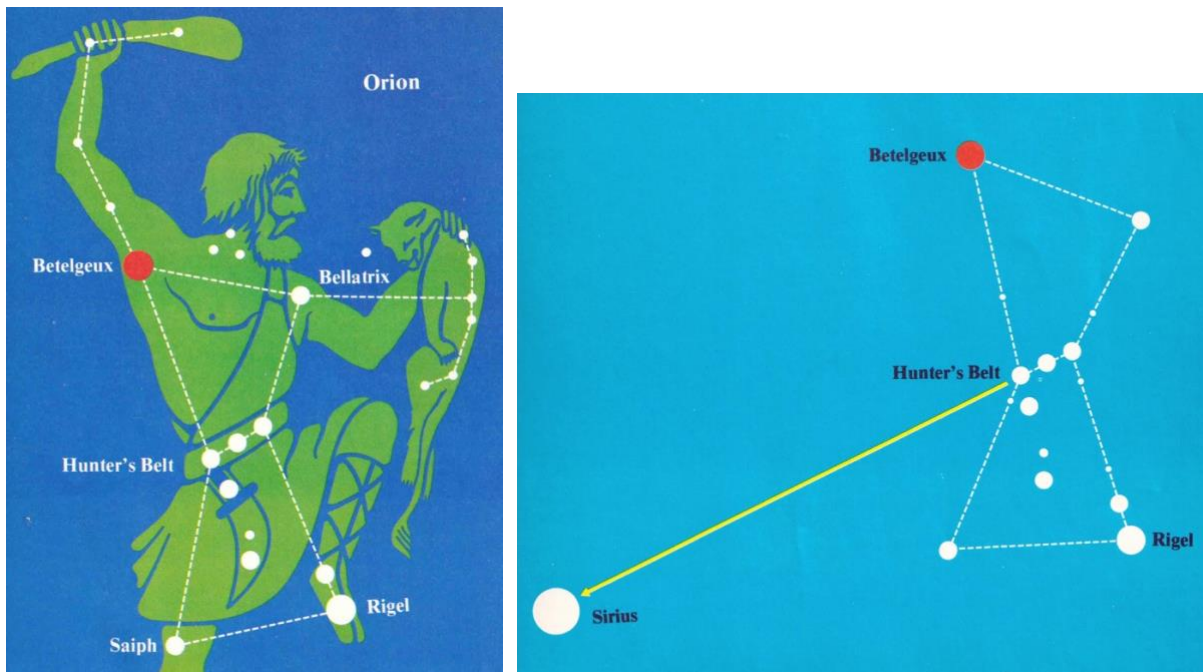 Orion
Betelgeux
Bellatrix
Hunter's Belt
Rigel
Saiph
Betelgeux
Hunter's Belt
Rigel
Sirius